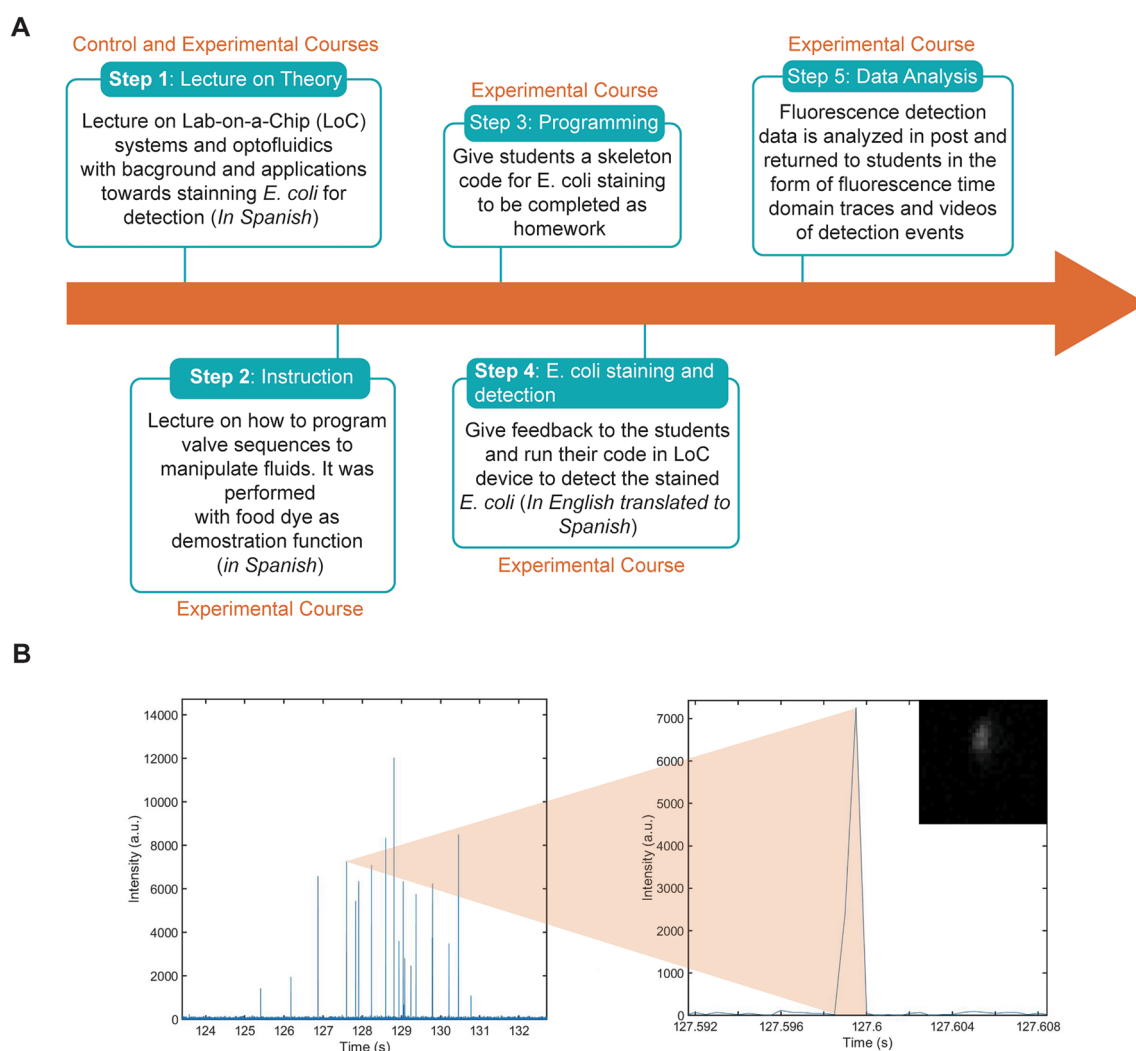 A
Control and Experimental Courses
Step 1: Lecture on Theory
Lecture on Lab-on-a-Chip (LoC)
systems and optofluidics
with bacground and applications
towards stainning E. coli for
detection (In Spanish)
Experimental Course
Step 3: Programming
Give students a skeleton
code for E. coli staining
to be completed as
homework
Experimental Course
Step 5: Data Analysis
Fluorescence detection
data is analyzed in post and
returned to students in the
form of fluorescence time
domain traces and videos
of detection events
Step 2: Instruction
Lecture on how to program
valve sequences to
manipulate fluids. It was
performed
with food dye as
demostration function
(in Spanish)
Experimental Course
Step 4: E. coli staining and
detection
Give feedback to the students
and run their code in LoC
device to detect the stained
E. coli (In English translated to
Spanish)
Experimental Course
B
Intensity (a.u.)
14000
12000
10000
8000
6000
4000
2000
0
124 125 126 127 128 129 130 131 132
Time (s)
Intensity (a.u.)
7000
6000
5000
4000
3000
2000
1000
0
127.592 127.596 127.6 127.604 127.608
Time (s)